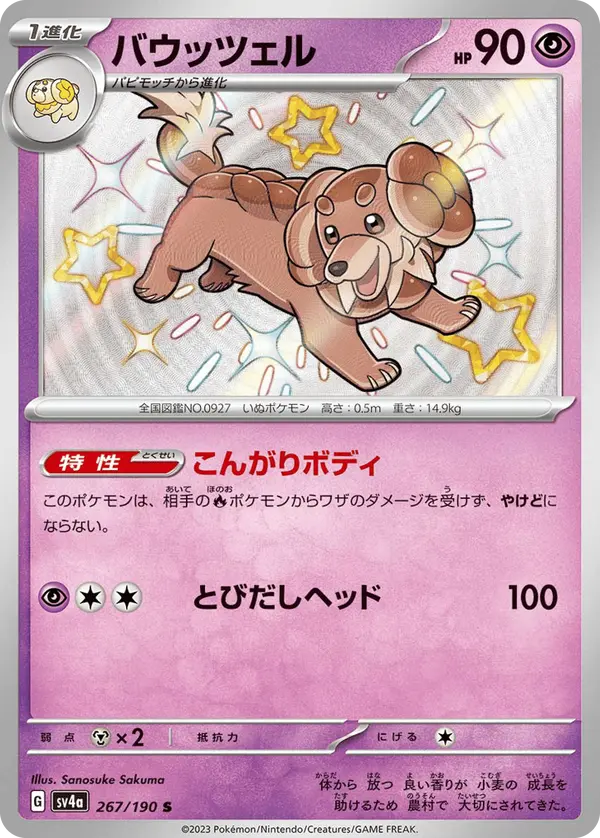 1進化
バウッツェル
HP 90
パピモッチから進化
全国図鑑NO.0927 いぬポケモン 高さ:0.5m 重さ:14.9kg
特性 とくせい こんがりボディ
このポケモンは、相手の炎ポケモンからワザのダメージを受けず、やけどに
ならない。
とびだしヘッド 100
弱点 ×2 抵抗力 にげる
Illus. Sanosuke Sakuma
G sv4a 267/190 S
体から 放つ 良い香りが 小麦の 成長を
助けるため 農村で 大切にされてきた。
©2023 Pokémon/Nintendo/Creatures/GAME FREAK.